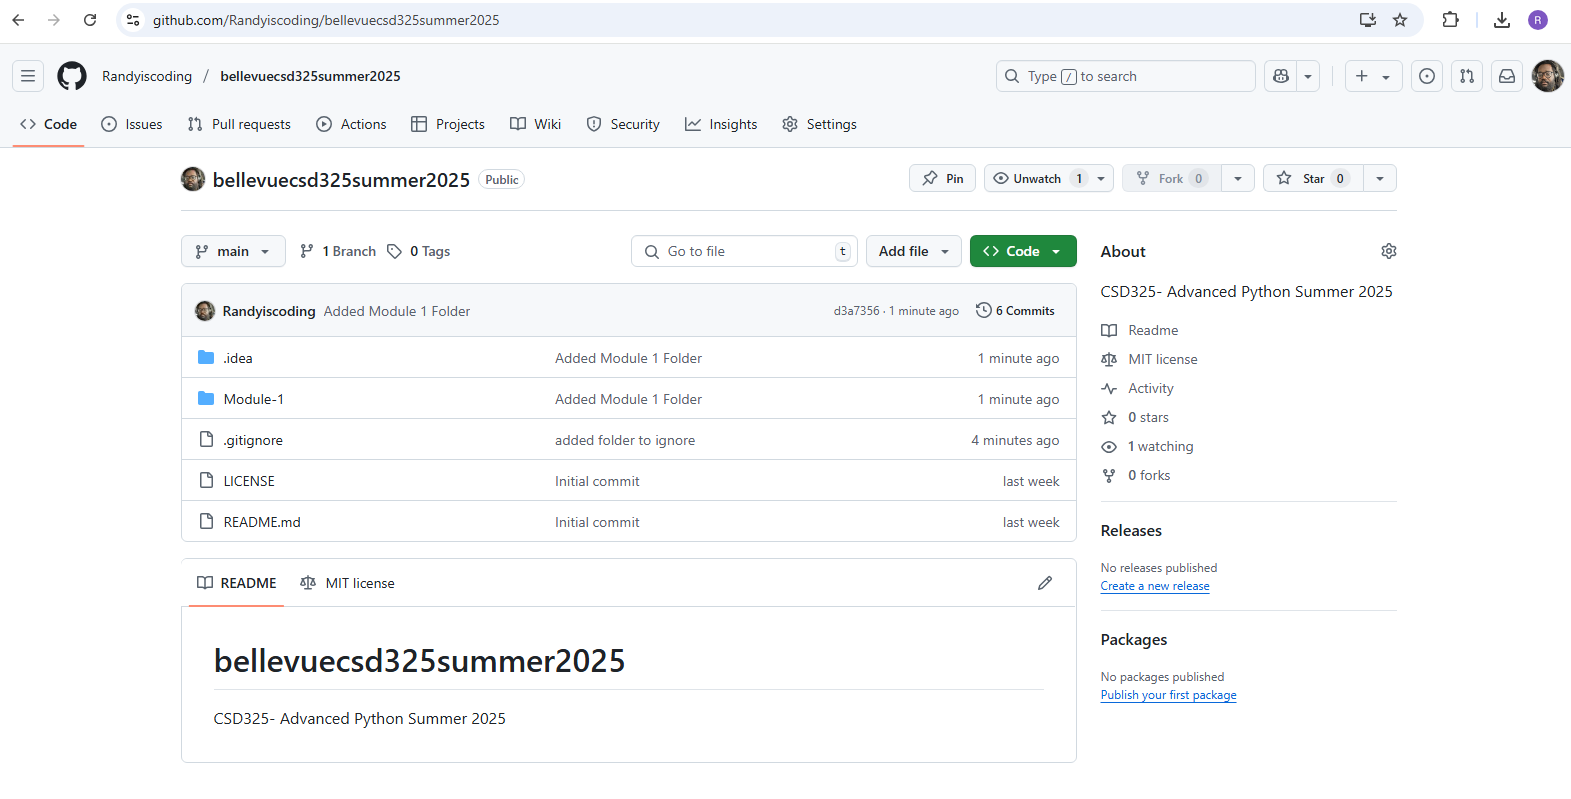 github.com/Randyiscoding/bellevuecsd325summer2025
R
Randyiscoding / bellevuecsd325summer2025
Type / to search
Code Issues Pull requests Actions Projects Wiki Security Insights Settings
bellevuecsd325summer2025 Public
Pin Unwatch 1 Fork 0 Star 0
main 1 Branch 0 Tags Go to file t Add file Code
Randyiscoding Added Module 1 Folder d3a7356 · 1 minute ago 6 Commits
.idea Added Module 1 Folder 1 minute ago
Module-1 Added Module 1 Folder 1 minute ago
.gitignore added folder to ignore 4 minutes ago
LICENSE Initial commit last week
README.md Initial commit last week
README MIT license
bellevuecsd325summer2025
CSD325- Advanced Python Summer 2025
About
CSD325- Advanced Python Summer 2025
Readme
MIT license
Activity
0 stars
1 watching
0 forks
Releases
No releases published
Create a new release
Packages
No packages published
Publish your first package